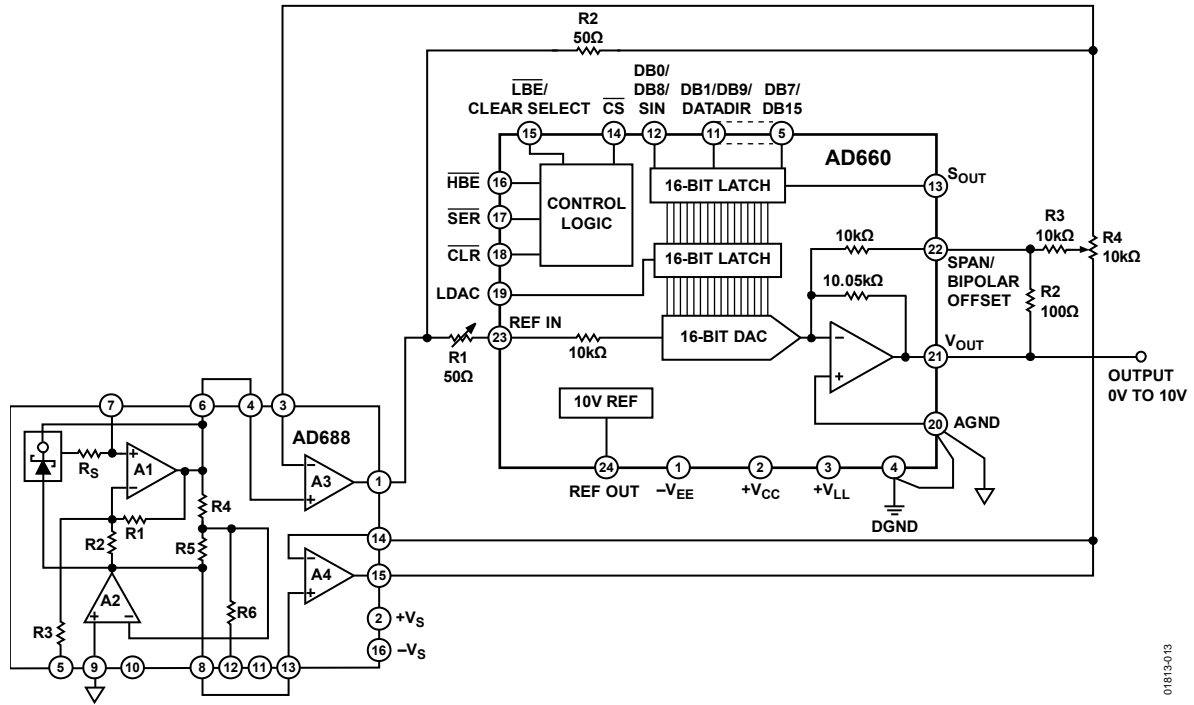 R2
50Ω
LBE/
CLEAR SELECT
CS
DB0/
DB8/
SIN
DB1/DB9/
DATADIR
DB7/
DB15
15
14
12
11
5
AD660
HBE
16
SER
17
CLR
18
LDAC
19
CONTROL
LOGIC
16-BIT LATCH
16-BIT LATCH
16-BIT DAC
13
SOUT
10kΩ
10.05kΩ
22
SPAN/
BIPOLAR
OFFSET
R3
10kΩ
R4
10kΩ
R2
100Ω
R1
50Ω
23
REF IN
10kΩ
−
+
21
VOUT
OUTPUT
0V TO 10V
10V REF
20
AGND
24
REF OUT
1
−VEE
2
+VCC
3
+VLL
4
DGND
7
6
4
3
AD688
RS
+
−
A1
−
+
A3
1
R1
R2
R4
R5
R3
A2
+
−
R6
−
+
A4
14
15
2
+VS
16
−VS
5
9
10
8
12
11
13
01813-013